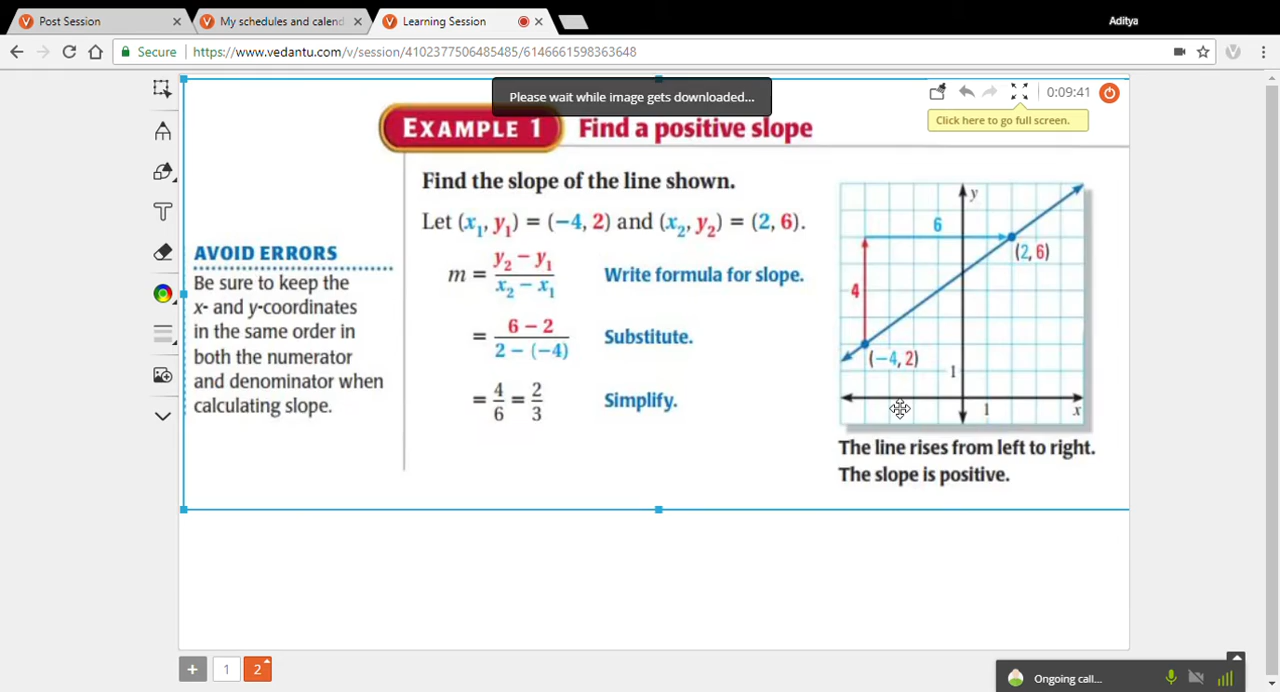 Post Session
My schedules and calend
Learning Session
Aditya
Secure
https://www.vedantu.com/v/session/4102377506485485/6146661598363648
Please wait while image gets downloaded...
0:09:41
Click here to go full screen.
EXAMPLE 1 Find a positive slope
Find the slope of the line shown.
Let (x₁, y₁) = (−4, 2) and (x₂, y₂) = (2, 6).
m = y₂ − y₁ / x₂ − x₁ Write formula for slope.
= 6 − 2 / 2 − (−4) Substitute.
= 4/6 = 2/3 Simplify.
AVOID ERRORS
Be sure to keep the
x- and y-coordinates
in the same order in
both the numerator
and denominator when
calculating slope.
y
6
(2, 6)
4
(−4, 2)
1
1
x
The line rises from left to right.
The slope is positive.
+ 1 2
Ongoing call...